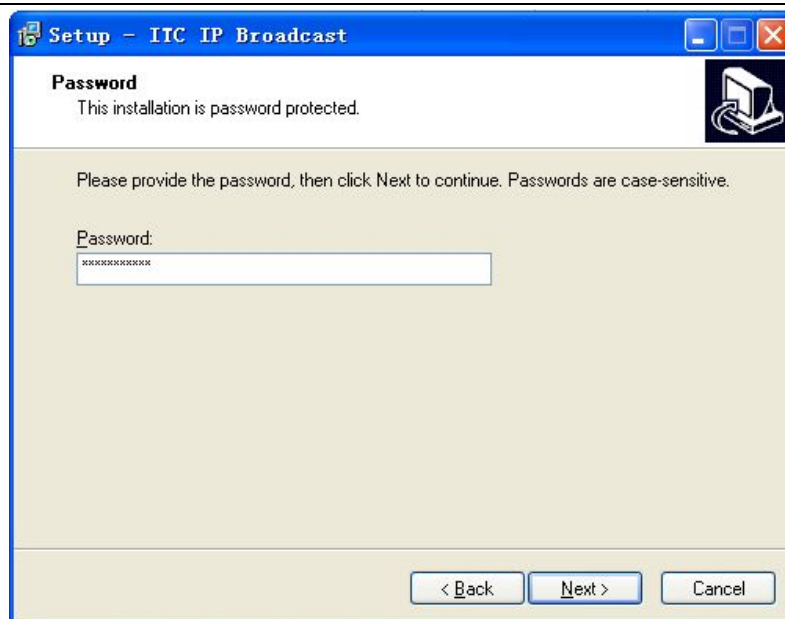 Setup - ITC IP Broadcast
Password
This installation is password protected.
Please provide the password, then click Next to continue. Passwords are case-sensitive.
Password:
***********
< Back
Next >
Cancel